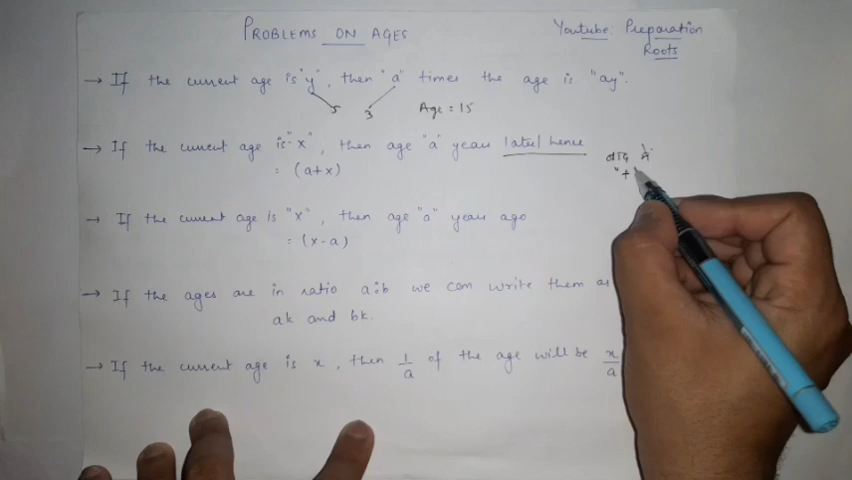 PROBLEMS ON AGES
Youtube: Preparation
Roots
→ If the current age is "y", then "a" times the age is "ay".
5 3 Age = 15
→ If the current age is "x", then age "a" years later/hence
= (a+x)
"+"
→ If the current age is "x", then age "a" years ago
= (x-a)
→ If the ages are in ratio a:b we can write them as
ak and bk.
→ If the current age is x, then 1/a of the age will be x/a